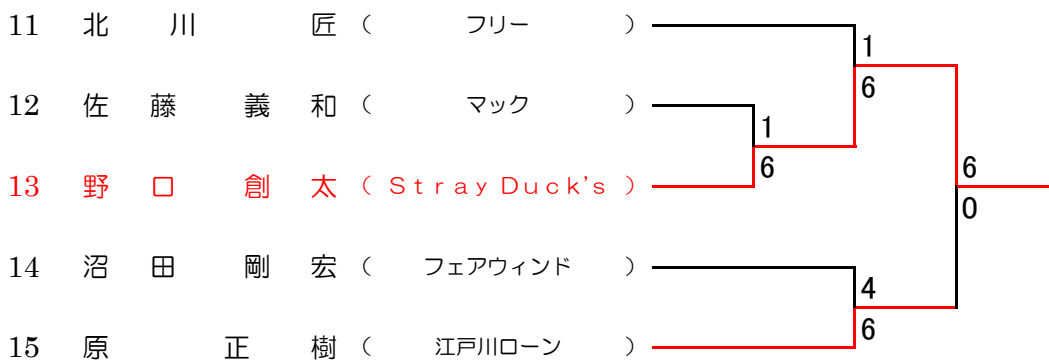 11 北川 匠 ( フリー )
1
6
12 佐藤 義和 ( マック )
1
6
13 野口 創太 ( Stray Duck's )
6
0
14 沼田 剛宏 ( フェアウィンド )
4
6
15 原 正樹 ( 江戸川ローン )